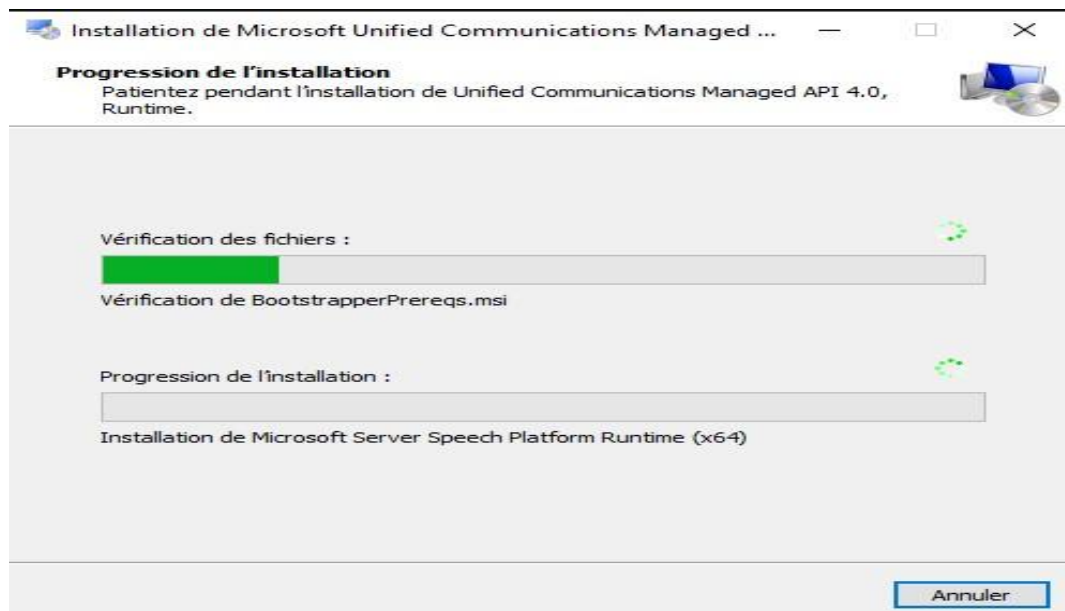 Installation de Microsoft Unified Communications Managed ...
Progression de l'installation
Patientez pendant l'installation de Unified Communications Managed API 4.0,
Runtime.
Vérification des fichiers :
Vérification de BootstrapperPrereqs.msi
Progression de l'installation :
Installation de Microsoft Server Speech Platform Runtime (x64)
Annuler